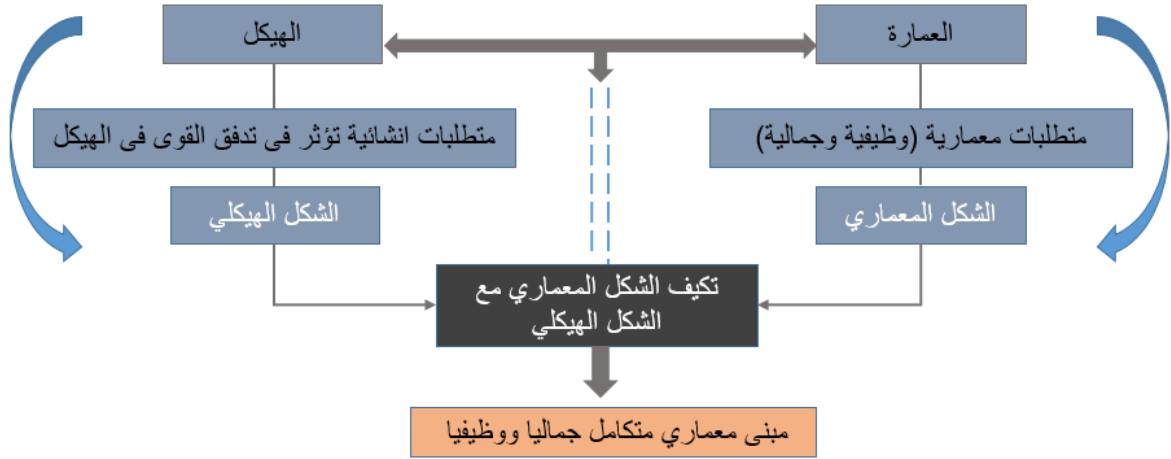 العمارة
الهيكل
متطلبات معمارية (وظيفية وجمالية)
متطلبات انشائية تؤثر فى تدفق القوى فى الهيكل
الشكل المعماري
الشكل الهيكلي
تكيف الشكل المعماري مع
الشكل الهيكلي
مبنى معماري متكامل جماليا ووظيفيا